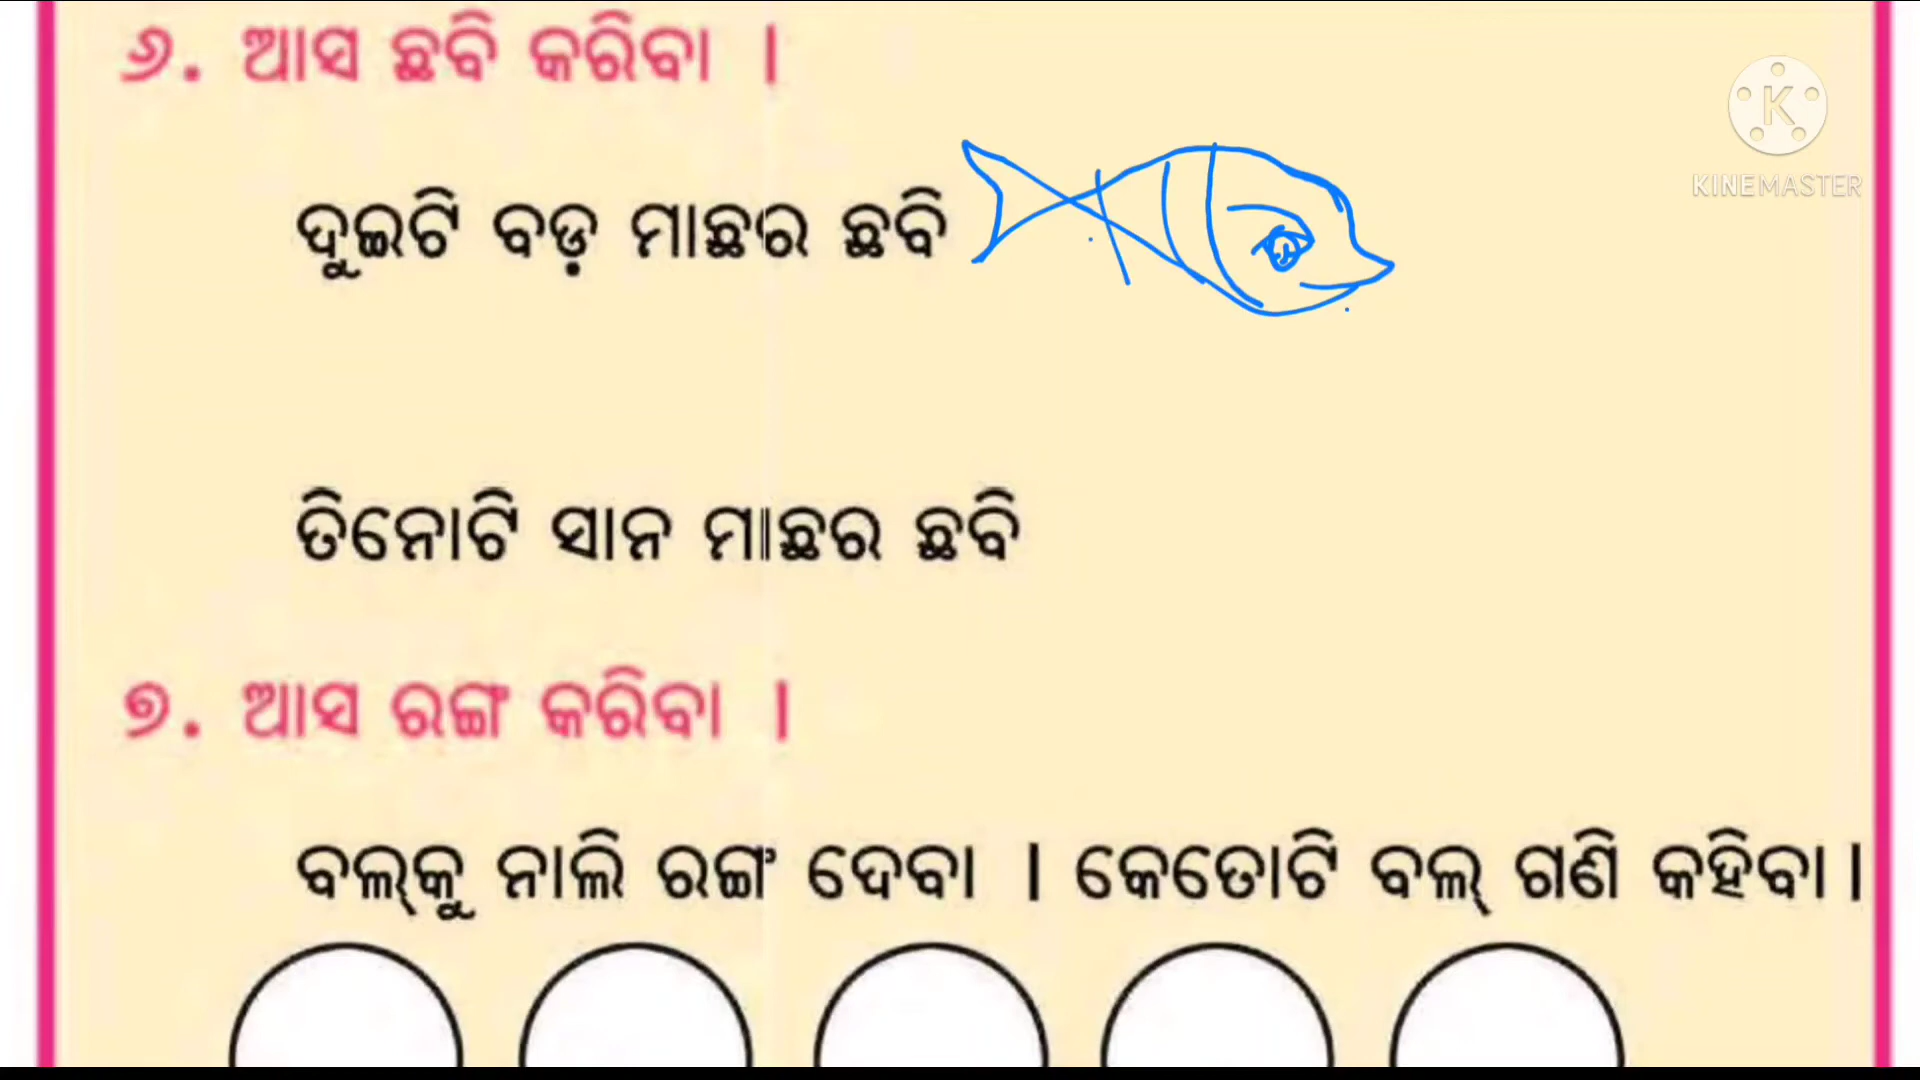 ୬. ଆସ ଛବି କରିବା ।
K
KINEMASTER
ଦୁଇଟି ବଡ଼ ମାଛର ଛବି
ତିନୋଟି ସାନ ମାଛର ଛବି
୭. ଆସ ରଙ୍ଗ କରିବା ।
ବଲ୍‌କୁ ନାଲି ରଙ୍ଗ ଦେବା । କେତୋଟି ବଲ୍ ଗଣି କହିବା ।